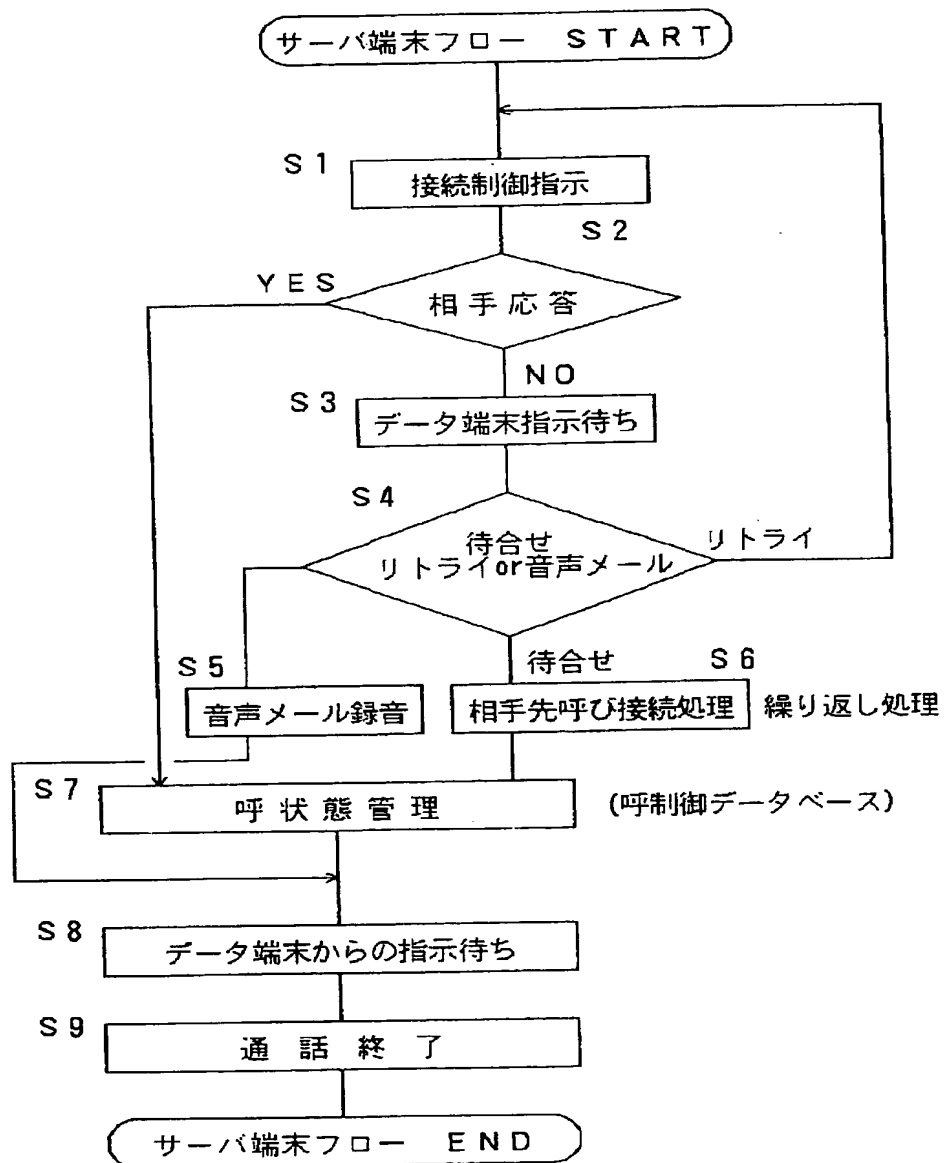 サーバ端末フロー START
S1
接続制御指示
S2
YES
相手応答
NO
S3
データ端末指示待ち
S4
待合せ
リトライor音声メール
リトライ
S5
音声メール録音
待合せ
S6
相手先呼び接続処理
繰り返し処理
S7
呼状態管理
(呼制御データベース)
S8
データ端末からの指示待ち
S9
通話終了
サーバ端末フロー END